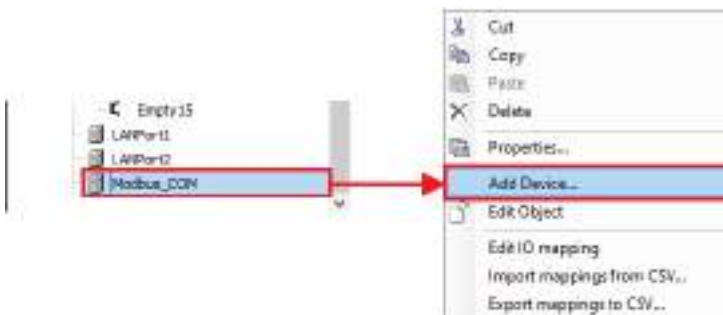 Empty15
LANPort1
LANPort2
Modbus_COM
Cut
Copy
Paste
Delete
Properties...
Add Device...
Edit Object
Edit IO mapping
Import mappings from CSV...
Export mappings to CSV...